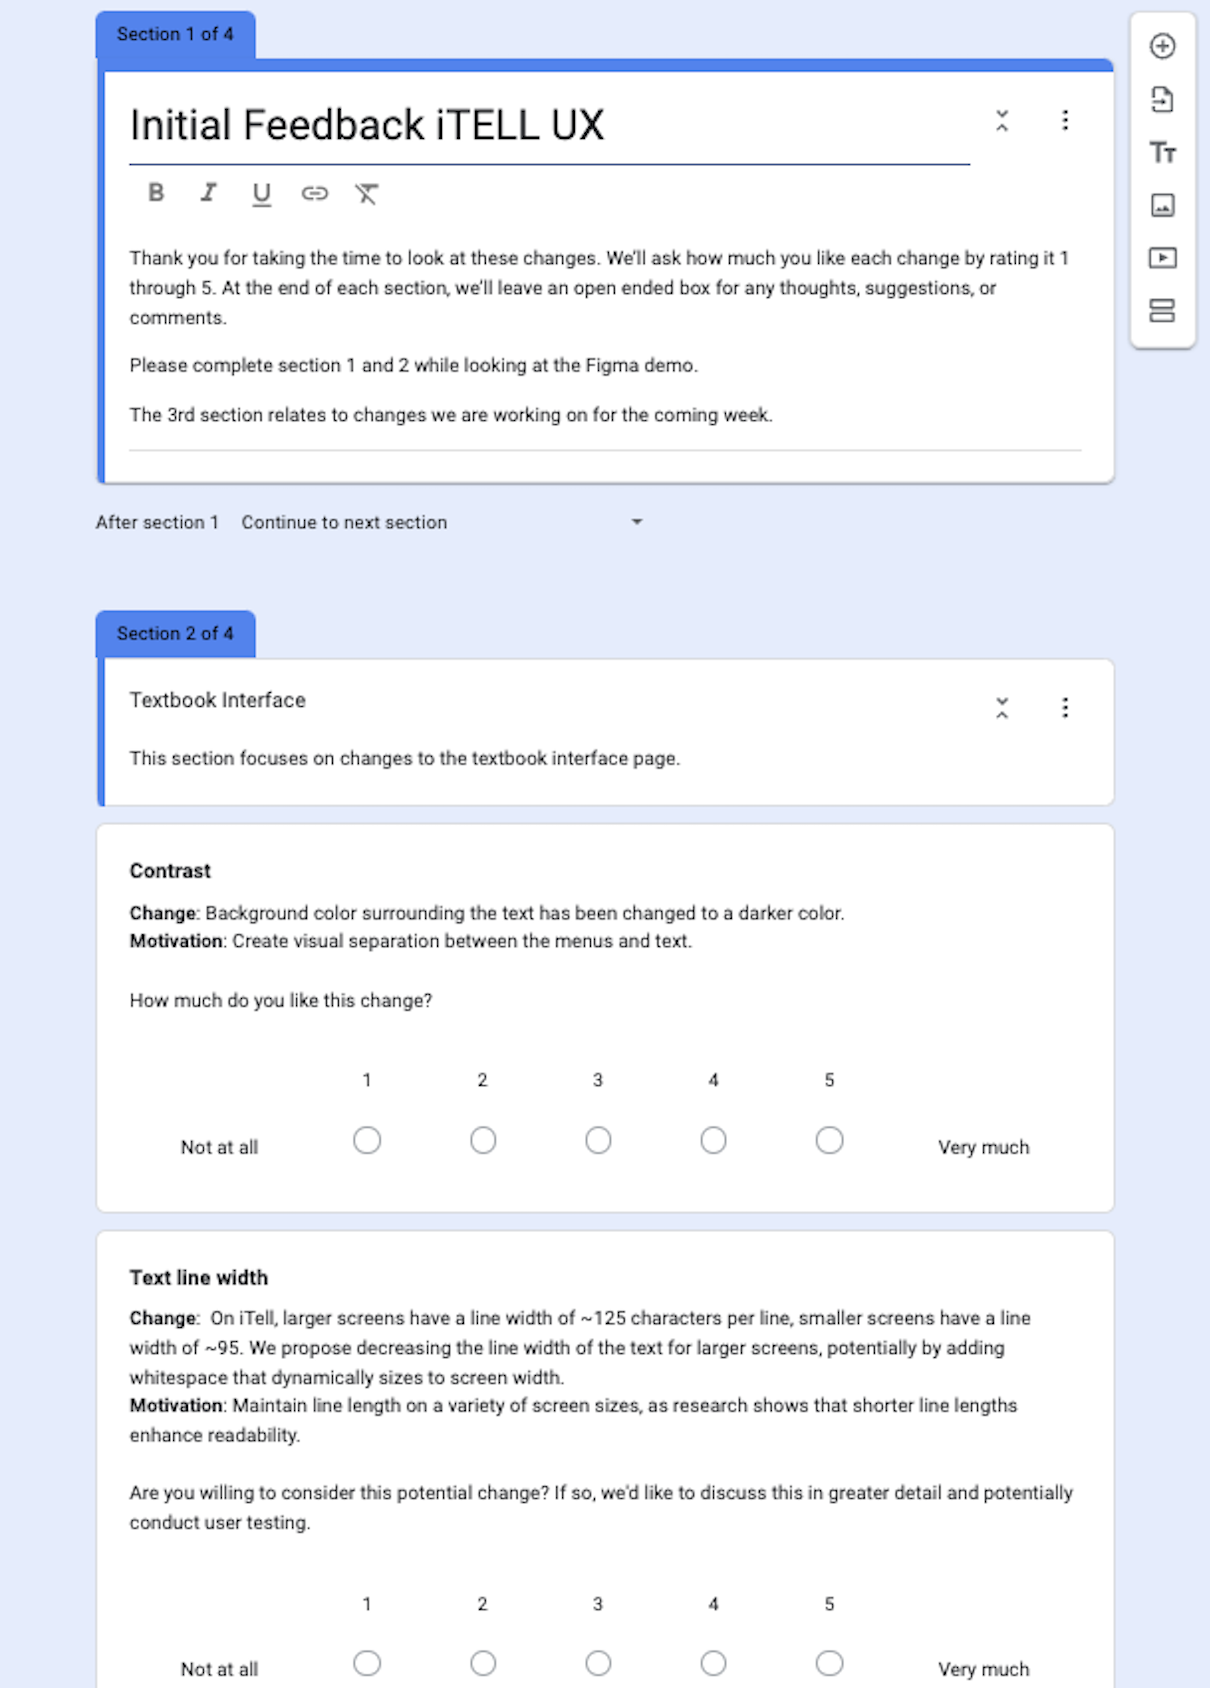 Section 1 of 4
Initial Feedback iTELL UX
B I U
Thank you for taking the time to look at these changes. We'll ask how much you like each change by rating it 1
through 5. At the end of each section, we'll leave an open ended box for any thoughts, suggestions, or
comments.
Please complete section 1 and 2 while looking at the Figma demo.
The 3rd section relates to changes we are working on for the coming week.
After section 1 Continue to next section
Section 2 of 4
Textbook Interface
This section focuses on changes to the textbook interface page.
Contrast
Change: Background color surrounding the text has been changed to a darker color.
Motivation: Create visual separation between the menus and text.
How much do you like this change?
1 2 3 4 5
Not at all Very much
Text line width
Change: On iTell, larger screens have a line width of ~125 characters per line, smaller screens have a line
width of ~95. We propose decreasing the line width of the text for larger screens, potentially by adding
whitespace that dynamically sizes to screen width.
Motivation: Maintain line length on a variety of screen sizes, as research shows that shorter line lengths
enhance readability.
Are you willing to consider this potential change? If so, we'd like to discuss this in greater detail and potentially
conduct user testing.
1 2 3 4 5
Not at all Very much
Tт